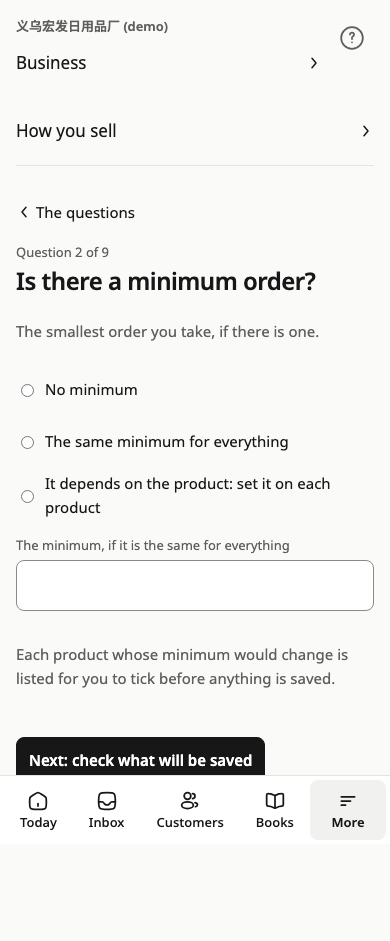 义乌宏发日用品厂 (demo)
Business
How you sell
The questions
Question 2 of 9
Is there a minimum order?
The smallest order you take, if there is one.
No minimum
The same minimum for everything
It depends on the product: set it on each
product
The minimum, if it is the same for everything
Each product whose minimum would change is
listed for you to tick before anything is saved.
Next: check what will be saved
Today
Inbox
Customers
Books
More